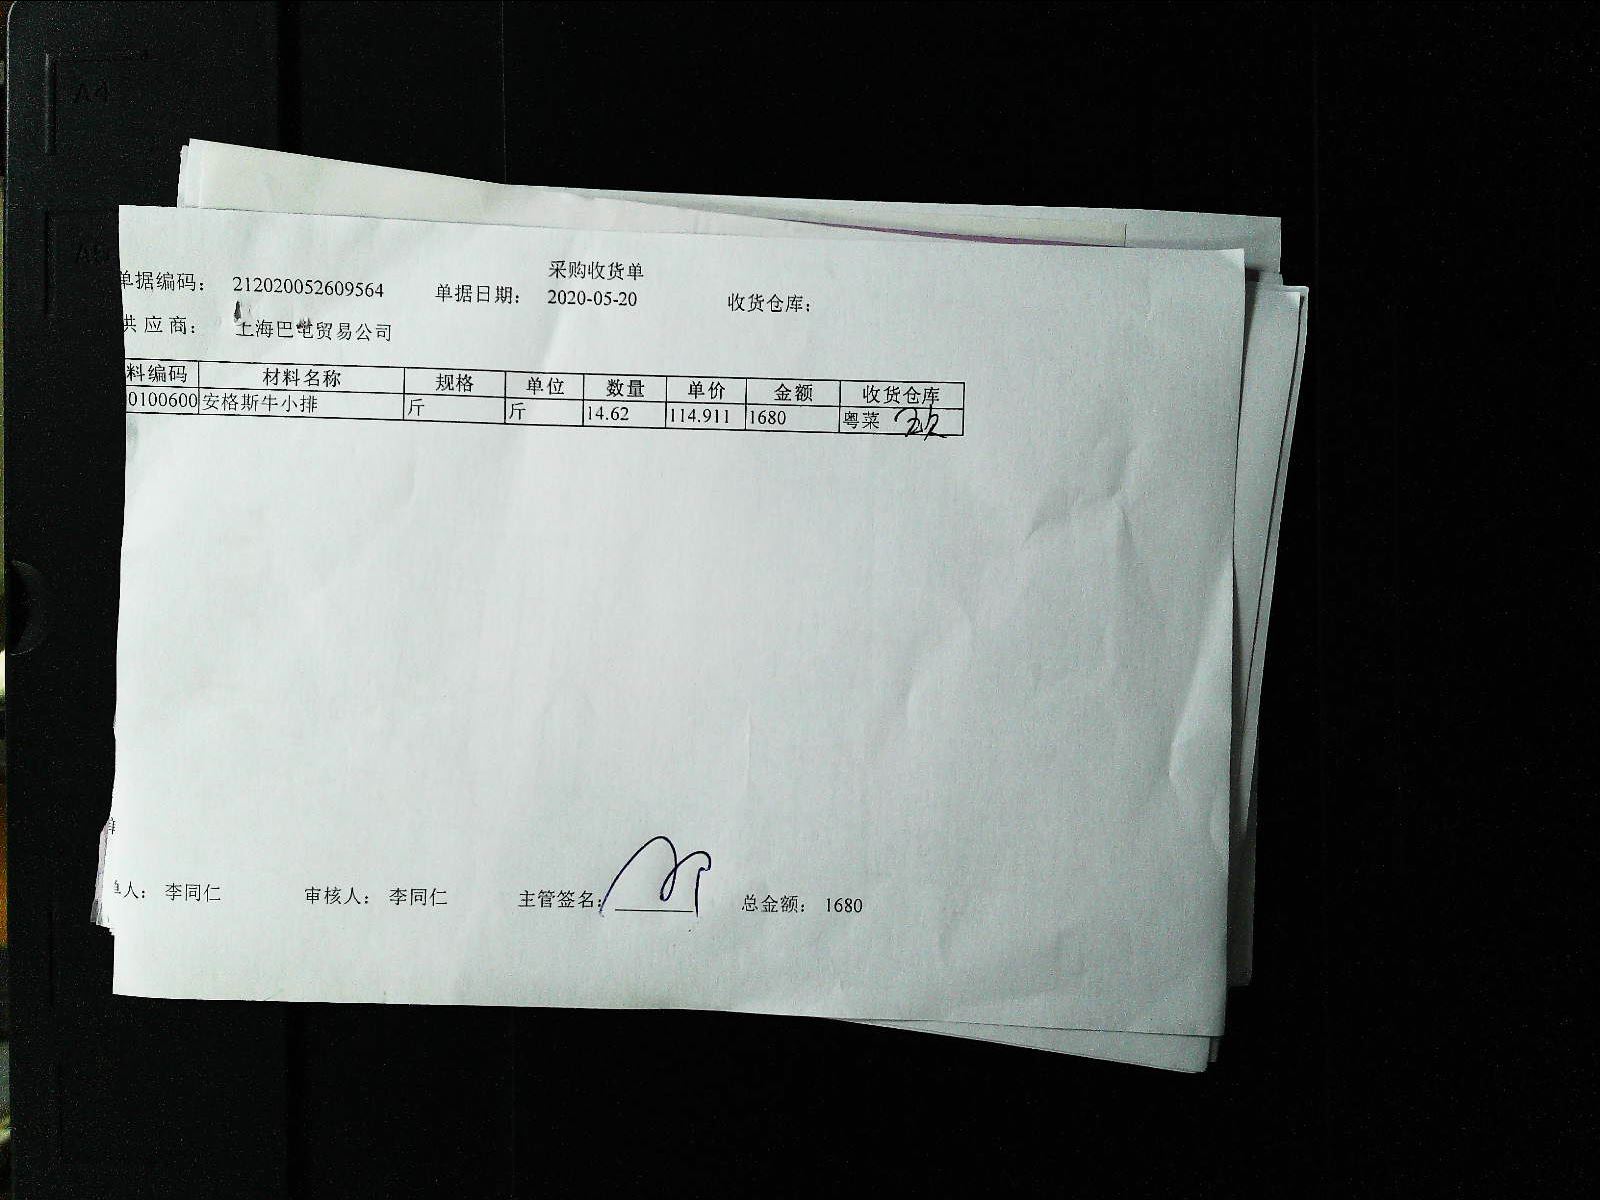 采购收货单
单据编码： 212020052609564 单据日期： 2020-05-20 收货仓库：
供 应 商： 上海巴 贸易公司
料编码 材料名称 规格 单位 数量 单价 金额 收货仓库
0100600 安格斯牛小排 斤 斤 14.62 114.911 1680 粤菜
单人： 李同仁 审核人： 李同仁 主管签名： 总金额： 1680
A4